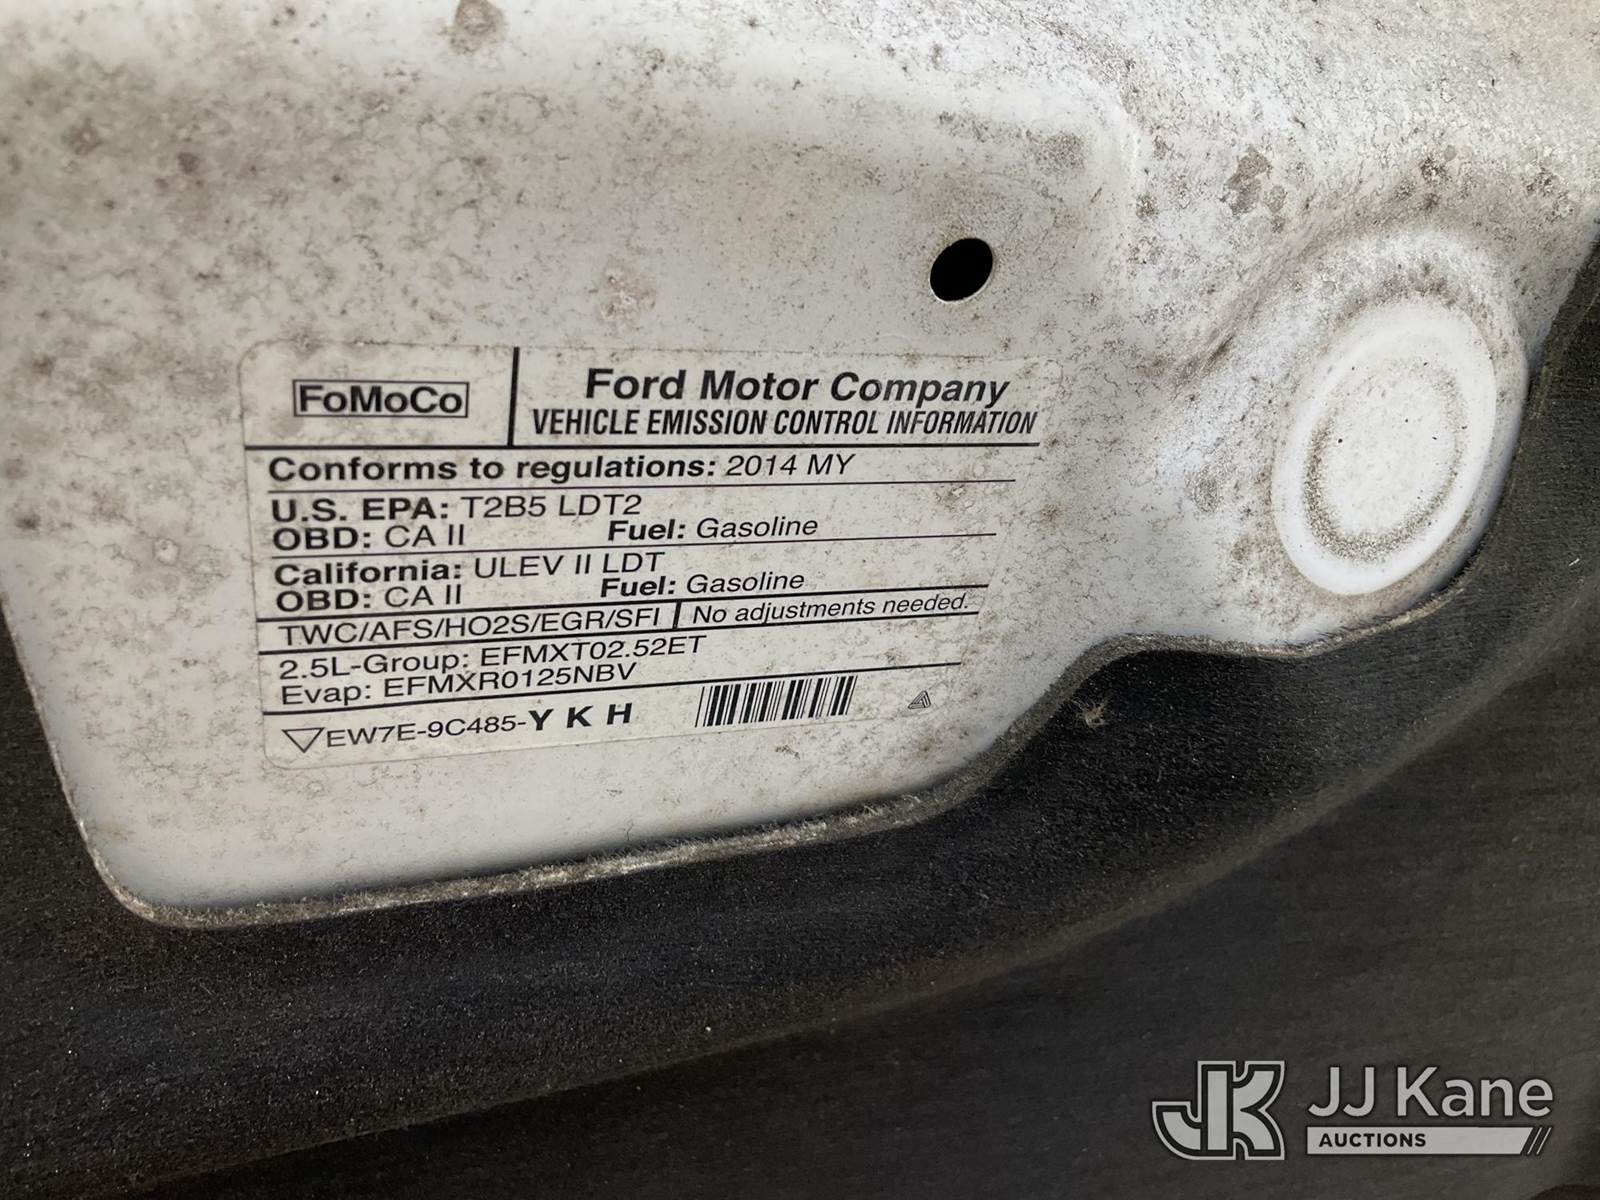 FoMoCo
Ford Motor Company
VEHICLE EMISSION CONTROL INFORMATION
Conforms to regulations: 2014 MY
U.S. EPA: T2B5 LDT2
OBD: CA II Fuel: Gasoline
California: ULEV II LDT
OBD: CA II Fuel: Gasoline
TWC/AFS/HO2S/EGR/SFI No adjustments needed.
2.5L-Group: EFMXT02.52ET
Evap: EFMXR0125NBV
EW7E-9C485-Y K H
JK JJ Kane
AUCTIONS